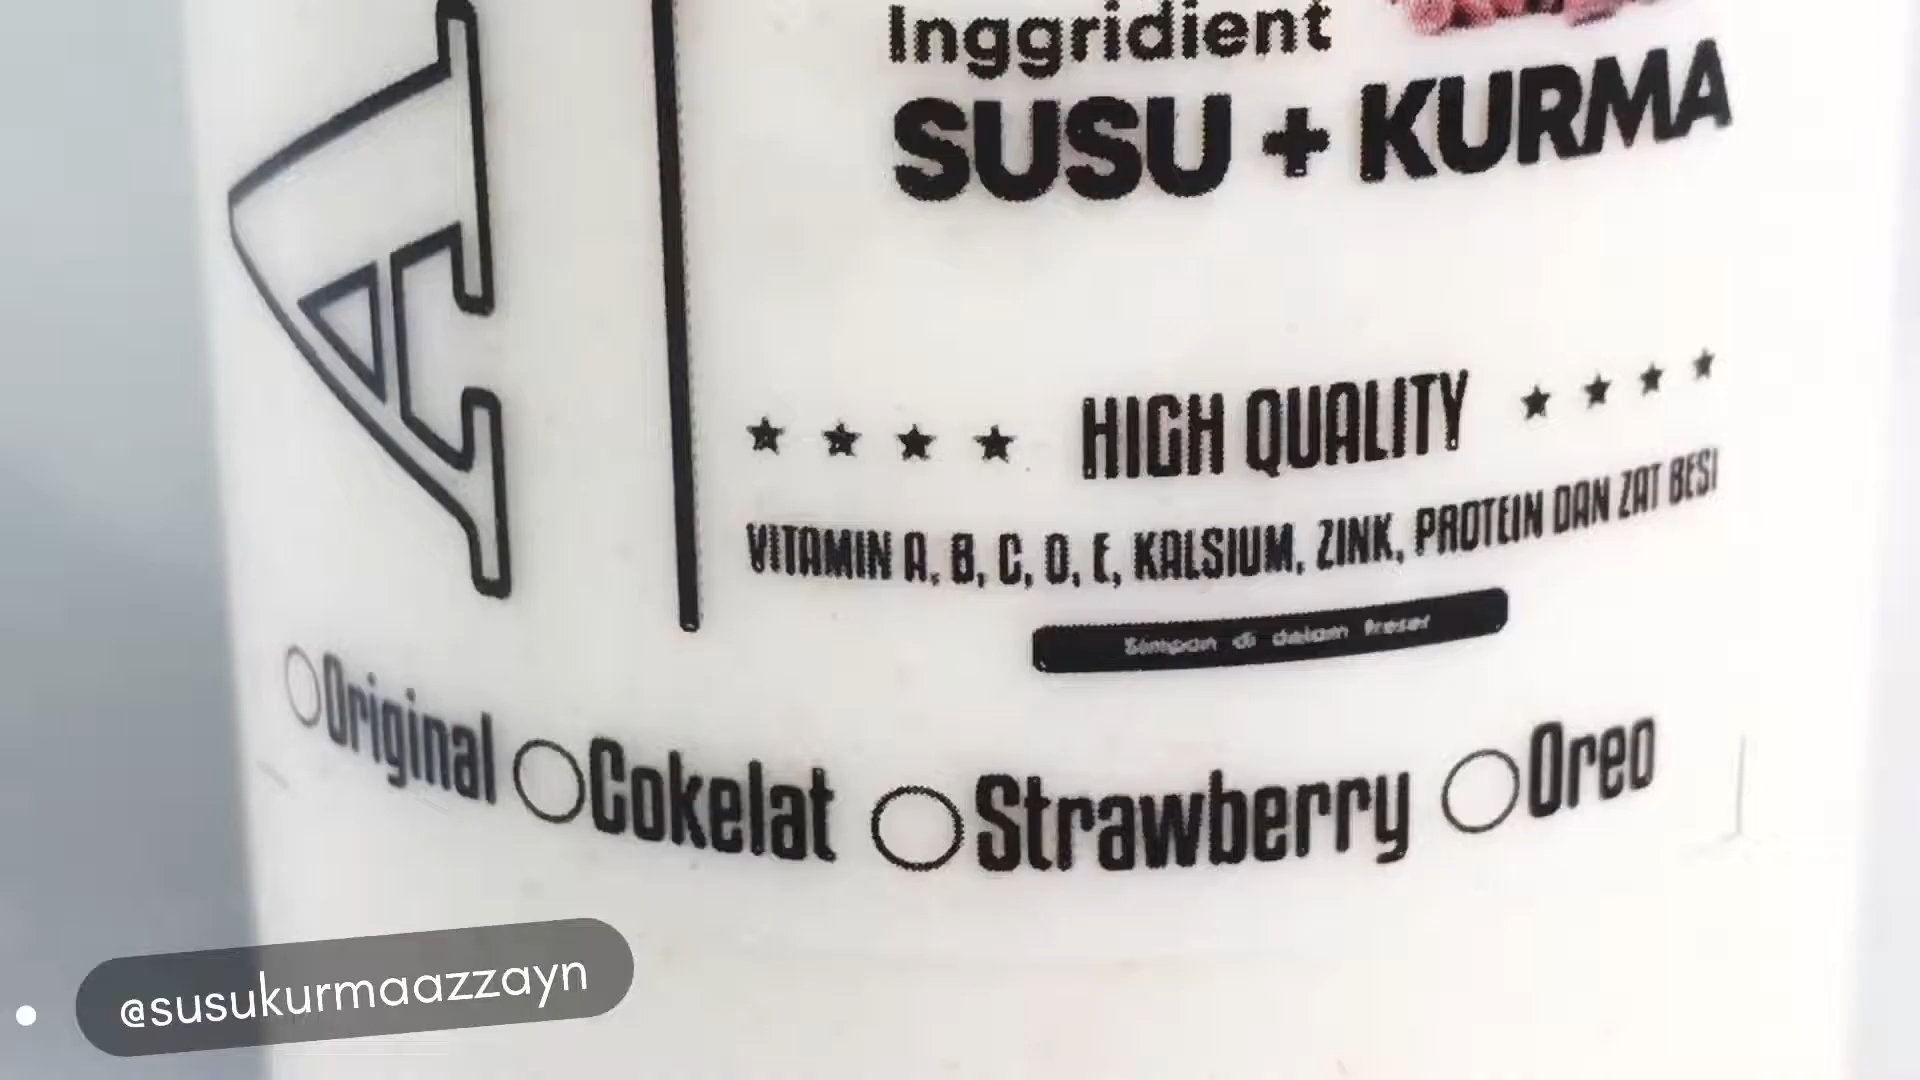 A
Inggridient
SUSU + KURMA
★ ★ ★ ★ HIGH QUALITY ★ ★ ★ ★
VITAMIN A, B, C, D, E, KALSIUM, ZINK, PROTEIN DAN ZAT BESI
Simpan di dalam freser
Original Cokelat Strawberry Oreo
@susukurmaazzayn